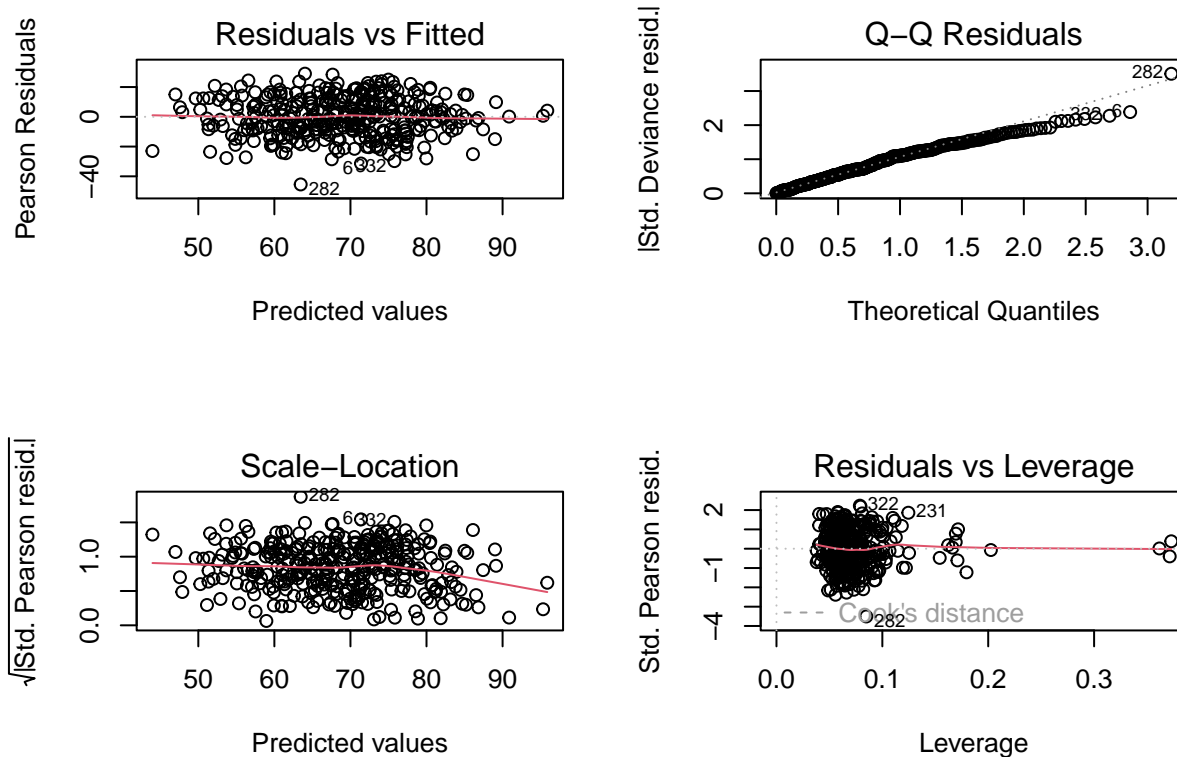 Residuals vs Fitted
Pearson Residuals
0
−40
6
332
282
50 60 70 80 90
Predicted values
Q−Q Residuals
|Std. Deviance resid.|
2
0
282
332
6
0.0 0.5 1.0 1.5 2.0 2.5 3.0
Theoretical Quantiles
Scale−Location
√|Std. Pearson resid.|
1.0
0.0
282
6
332
50 60 70 80 90
Predicted values
Residuals vs Leverage
Std. Pearson resid.
2
−1
−4
322
231
Cook's distance
282
0.0 0.1 0.2 0.3
Leverage